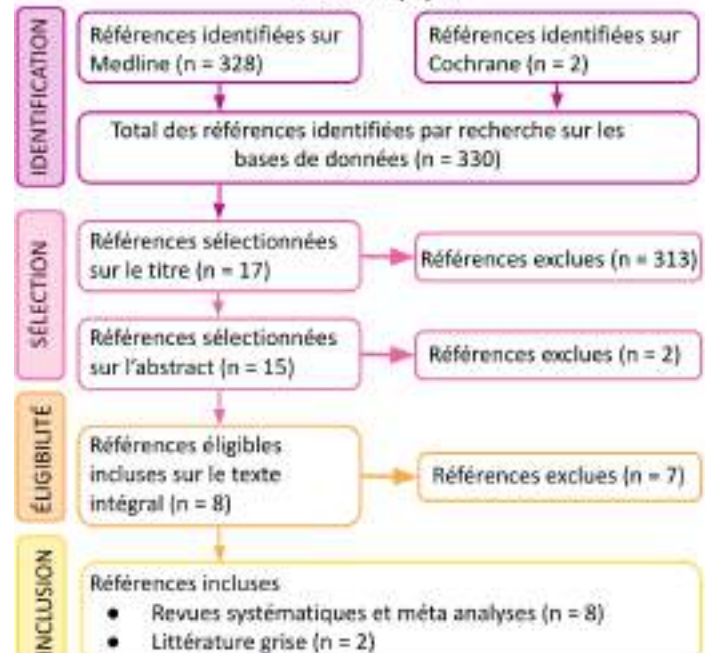 IDENTIFICATION
Références identifiées sur
Medline (n = 328)
Références identifiées sur
Cochrane (n = 2)
Total des références identifiées par recherche sur les
bases de données (n = 330)
SÉLECTION
Références sélectionnées
sur le titre (n = 17)
Références exclues (n = 313)
Références sélectionnées
sur l'abstract (n = 15)
Références exclues (n = 2)
ÉLIGIBILITÉ
Références éligibles
incluses sur le texte
intégral (n = 8)
Références exclues (n = 7)
INCLUSION
Références incluses
● Revues systématiques et méta analyses (n = 8)
● Littérature grise (n = 2)